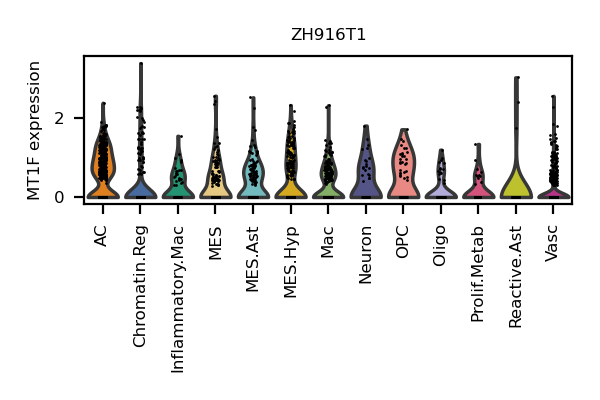 ZH916T1
MT1F expression
2
0
AC
Chromatin.Reg
Inflammatory.Mac
MES
MES.Ast
MES.Hyp
Mac
Neuron
OPC
Oligo
Prolif.Metab
Reactive.Ast
Vasc